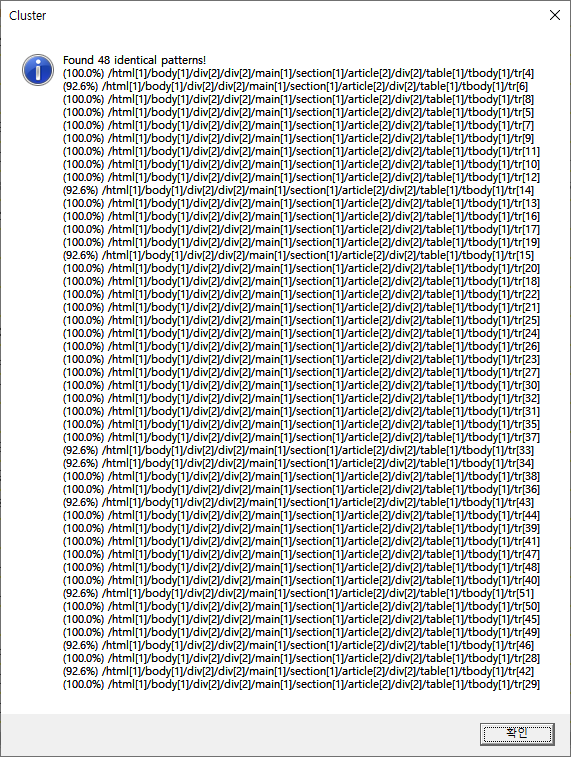 Cluster
Found 48 identical patterns!
(100.0%) /html[1]/body[1]/div[2]/div[2]/main[1]/section[1]/article[2]/div[2]/table[1]/tbody[1]/tr[4]
(92.6%) /html[1]/body[1]/div[2]/div[2]/main[1]/section[1]/article[2]/div[2]/table[1]/tbody[1]/tr[6]
(100.0%) /html[1]/body[1]/div[2]/div[2]/main[1]/section[1]/article[2]/div[2]/table[1]/tbody[1]/tr[8]
(100.0%) /html[1]/body[1]/div[2]/div[2]/main[1]/section[1]/article[2]/div[2]/table[1]/tbody[1]/tr[5]
(100.0%) /html[1]/body[1]/div[2]/div[2]/main[1]/section[1]/article[2]/div[2]/table[1]/tbody[1]/tr[7]
(100.0%) /html[1]/body[1]/div[2]/div[2]/main[1]/section[1]/article[2]/div[2]/table[1]/tbody[1]/tr[9]
(100.0%) /html[1]/body[1]/div[2]/div[2]/main[1]/section[1]/article[2]/div[2]/table[1]/tbody[1]/tr[11]
(100.0%) /html[1]/body[1]/div[2]/div[2]/main[1]/section[1]/article[2]/div[2]/table[1]/tbody[1]/tr[10]
(100.0%) /html[1]/body[1]/div[2]/div[2]/main[1]/section[1]/article[2]/div[2]/table[1]/tbody[1]/tr[12]
(92.6%) /html[1]/body[1]/div[2]/div[2]/main[1]/section[1]/article[2]/div[2]/table[1]/tbody[1]/tr[14]
(100.0%) /html[1]/body[1]/div[2]/div[2]/main[1]/section[1]/article[2]/div[2]/table[1]/tbody[1]/tr[13]
(100.0%) /html[1]/body[1]/div[2]/div[2]/main[1]/section[1]/article[2]/div[2]/table[1]/tbody[1]/tr[16]
(100.0%) /html[1]/body[1]/div[2]/div[2]/main[1]/section[1]/article[2]/div[2]/table[1]/tbody[1]/tr[17]
(100.0%) /html[1]/body[1]/div[2]/div[2]/main[1]/section[1]/article[2]/div[2]/table[1]/tbody[1]/tr[19]
(92.6%) /html[1]/body[1]/div[2]/div[2]/main[1]/section[1]/article[2]/div[2]/table[1]/tbody[1]/tr[15]
(100.0%) /html[1]/body[1]/div[2]/div[2]/main[1]/section[1]/article[2]/div[2]/table[1]/tbody[1]/tr[20]
(100.0%) /html[1]/body[1]/div[2]/div[2]/main[1]/section[1]/article[2]/div[2]/table[1]/tbody[1]/tr[18]
(100.0%) /html[1]/body[1]/div[2]/div[2]/main[1]/section[1]/article[2]/div[2]/table[1]/tbody[1]/tr[22]
(100.0%) /html[1]/body[1]/div[2]/div[2]/main[1]/section[1]/article[2]/div[2]/table[1]/tbody[1]/tr[21]
(100.0%) /html[1]/body[1]/div[2]/div[2]/main[1]/section[1]/article[2]/div[2]/table[1]/tbody[1]/tr[25]
(100.0%) /html[1]/body[1]/div[2]/div[2]/main[1]/section[1]/article[2]/div[2]/table[1]/tbody[1]/tr[24]
(100.0%) /html[1]/body[1]/div[2]/div[2]/main[1]/section[1]/article[2]/div[2]/table[1]/tbody[1]/tr[26]
(100.0%) /html[1]/body[1]/div[2]/div[2]/main[1]/section[1]/article[2]/div[2]/table[1]/tbody[1]/tr[23]
(100.0%) /html[1]/body[1]/div[2]/div[2]/main[1]/section[1]/article[2]/div[2]/table[1]/tbody[1]/tr[27]
(100.0%) /html[1]/body[1]/div[2]/div[2]/main[1]/section[1]/article[2]/div[2]/table[1]/tbody[1]/tr[30]
(100.0%) /html[1]/body[1]/div[2]/div[2]/main[1]/section[1]/article[2]/div[2]/table[1]/tbody[1]/tr[32]
(100.0%) /html[1]/body[1]/div[2]/div[2]/main[1]/section[1]/article[2]/div[2]/table[1]/tbody[1]/tr[31]
(100.0%) /html[1]/body[1]/div[2]/div[2]/main[1]/section[1]/article[2]/div[2]/table[1]/tbody[1]/tr[35]
(100.0%) /html[1]/body[1]/div[2]/div[2]/main[1]/section[1]/article[2]/div[2]/table[1]/tbody[1]/tr[37]
(92.6%) /html[1]/body[1]/div[2]/div[2]/main[1]/section[1]/article[2]/div[2]/table[1]/tbody[1]/tr[33]
(92.6%) /html[1]/body[1]/div[2]/div[2]/main[1]/section[1]/article[2]/div[2]/table[1]/tbody[1]/tr[34]
(100.0%) /html[1]/body[1]/div[2]/div[2]/main[1]/section[1]/article[2]/div[2]/table[1]/tbody[1]/tr[38]
(100.0%) /html[1]/body[1]/div[2]/div[2]/main[1]/section[1]/article[2]/div[2]/table[1]/tbody[1]/tr[36]
(92.6%) /html[1]/body[1]/div[2]/div[2]/main[1]/section[1]/article[2]/div[2]/table[1]/tbody[1]/tr[43]
(100.0%) /html[1]/body[1]/div[2]/div[2]/main[1]/section[1]/article[2]/div[2]/table[1]/tbody[1]/tr[44]
(100.0%) /html[1]/body[1]/div[2]/div[2]/main[1]/section[1]/article[2]/div[2]/table[1]/tbody[1]/tr[39]
(100.0%) /html[1]/body[1]/div[2]/div[2]/main[1]/section[1]/article[2]/div[2]/table[1]/tbody[1]/tr[41]
(100.0%) /html[1]/body[1]/div[2]/div[2]/main[1]/section[1]/article[2]/div[2]/table[1]/tbody[1]/tr[47]
(100.0%) /html[1]/body[1]/div[2]/div[2]/main[1]/section[1]/article[2]/div[2]/table[1]/tbody[1]/tr[48]
(100.0%) /html[1]/body[1]/div[2]/div[2]/main[1]/section[1]/article[2]/div[2]/table[1]/tbody[1]/tr[40]
(92.6%) /html[1]/body[1]/div[2]/div[2]/main[1]/section[1]/article[2]/div[2]/table[1]/tbody[1]/tr[51]
(100.0%) /html[1]/body[1]/div[2]/div[2]/main[1]/section[1]/article[2]/div[2]/table[1]/tbody[1]/tr[50]
(100.0%) /html[1]/body[1]/div[2]/div[2]/main[1]/section[1]/article[2]/div[2]/table[1]/tbody[1]/tr[45]
(100.0%) /html[1]/body[1]/div[2]/div[2]/main[1]/section[1]/article[2]/div[2]/table[1]/tbody[1]/tr[49]
(92.6%) /html[1]/body[1]/div[2]/div[2]/main[1]/section[1]/article[2]/div[2]/table[1]/tbody[1]/tr[46]
(100.0%) /html[1]/body[1]/div[2]/div[2]/main[1]/section[1]/article[2]/div[2]/table[1]/tbody[1]/tr[28]
(92.6%) /html[1]/body[1]/div[2]/div[2]/main[1]/section[1]/article[2]/div[2]/table[1]/tbody[1]/tr[42]
(100.0%) /html[1]/body[1]/div[2]/div[2]/main[1]/section[1]/article[2]/div[2]/table[1]/tbody[1]/tr[29]
확인